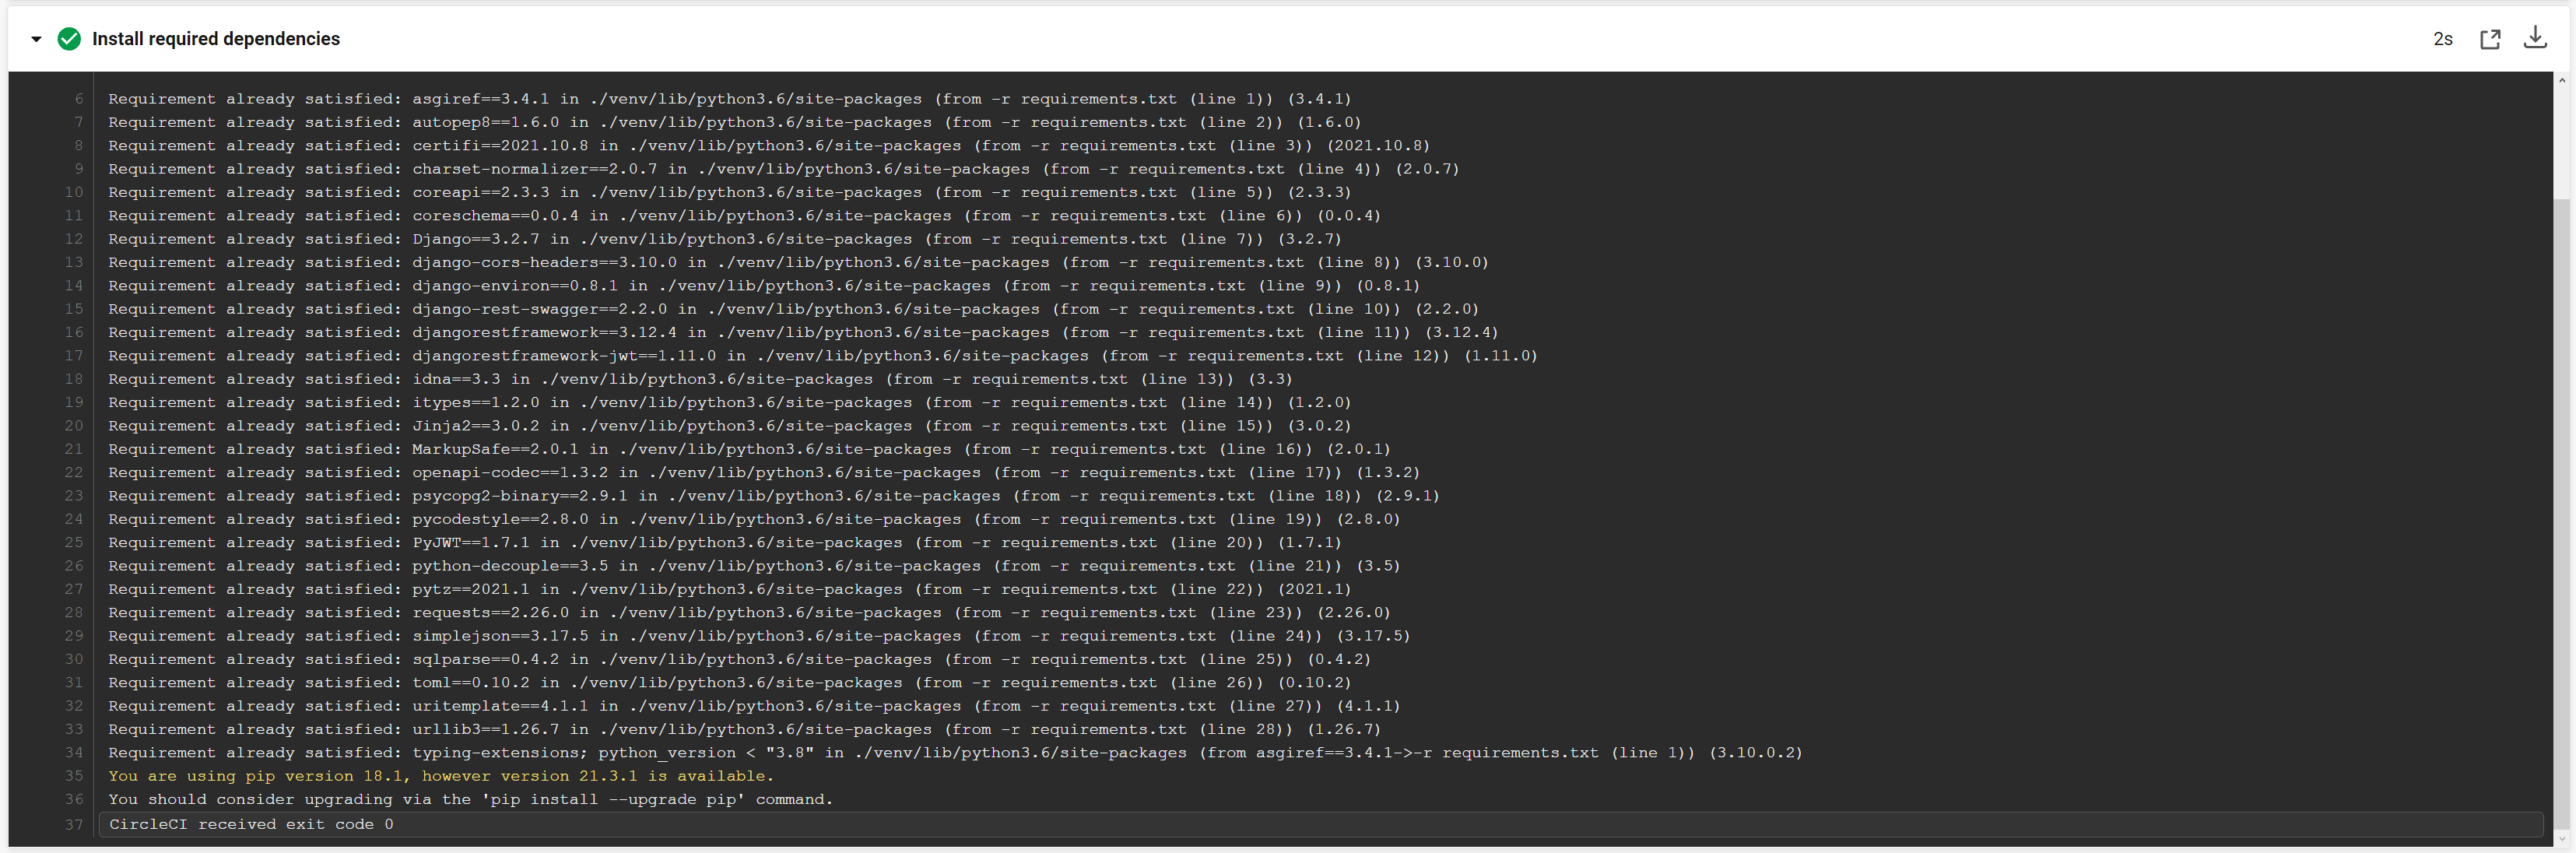 Install required dependencies 2s
6 Requirement already satisfied: asgiref==3.4.1 in ./venv/lib/python3.6/site-packages (from -r requirements.txt (line 1)) (3.4.1)
7 Requirement already satisfied: autopep8==1.6.0 in ./venv/lib/python3.6/site-packages (from -r requirements.txt (line 2)) (1.6.0)
8 Requirement already satisfied: certifi==2021.10.8 in ./venv/lib/python3.6/site-packages (from -r requirements.txt (line 3)) (2021.10.8)
9 Requirement already satisfied: charset-normalizer==2.0.7 in ./venv/lib/python3.6/site-packages (from -r requirements.txt (line 4)) (2.0.7)
10 Requirement already satisfied: coreapi==2.3.3 in ./venv/lib/python3.6/site-packages (from -r requirements.txt (line 5)) (2.3.3)
11 Requirement already satisfied: coreschema==0.0.4 in ./venv/lib/python3.6/site-packages (from -r requirements.txt (line 6)) (0.0.4)
12 Requirement already satisfied: Django==3.2.7 in ./venv/lib/python3.6/site-packages (from -r requirements.txt (line 7)) (3.2.7)
13 Requirement already satisfied: django-cors-headers==3.10.0 in ./venv/lib/python3.6/site-packages (from -r requirements.txt (line 8)) (3.10.0)
14 Requirement already satisfied: django-environ==0.8.1 in ./venv/lib/python3.6/site-packages (from -r requirements.txt (line 9)) (0.8.1)
15 Requirement already satisfied: django-rest-swagger==2.2.0 in ./venv/lib/python3.6/site-packages (from -r requirements.txt (line 10)) (2.2.0)
16 Requirement already satisfied: djangorestframework==3.12.4 in ./venv/lib/python3.6/site-packages (from -r requirements.txt (line 11)) (3.12.4)
17 Requirement already satisfied: djangorestframework-jwt==1.11.0 in ./venv/lib/python3.6/site-packages (from -r requirements.txt (line 12)) (1.11.0)
18 Requirement already satisfied: idna==3.3 in ./venv/lib/python3.6/site-packages (from -r requirements.txt (line 13)) (3.3)
19 Requirement already satisfied: itypes==1.2.0 in ./venv/lib/python3.6/site-packages (from -r requirements.txt (line 14)) (1.2.0)
20 Requirement already satisfied: Jinja2==3.0.2 in ./venv/lib/python3.6/site-packages (from -r requirements.txt (line 15)) (3.0.2)
21 Requirement already satisfied: MarkupSafe==2.0.1 in ./venv/lib/python3.6/site-packages (from -r requirements.txt (line 16)) (2.0.1)
22 Requirement already satisfied: openapi-codec==1.3.2 in ./venv/lib/python3.6/site-packages (from -r requirements.txt (line 17)) (1.3.2)
23 Requirement already satisfied: psycopg2-binary==2.9.1 in ./venv/lib/python3.6/site-packages (from -r requirements.txt (line 18)) (2.9.1)
24 Requirement already satisfied: pycodestyle==2.8.0 in ./venv/lib/python3.6/site-packages (from -r requirements.txt (line 19)) (2.8.0)
25 Requirement already satisfied: PyJWT==1.7.1 in ./venv/lib/python3.6/site-packages (from -r requirements.txt (line 20)) (1.7.1)
26 Requirement already satisfied: python-decouple==3.5 in ./venv/lib/python3.6/site-packages (from -r requirements.txt (line 21)) (3.5)
27 Requirement already satisfied: pytz==2021.1 in ./venv/lib/python3.6/site-packages (from -r requirements.txt (line 22)) (2021.1)
28 Requirement already satisfied: requests==2.26.0 in ./venv/lib/python3.6/site-packages (from -r requirements.txt (line 23)) (2.26.0)
29 Requirement already satisfied: simplejson==3.17.5 in ./venv/lib/python3.6/site-packages (from -r requirements.txt (line 24)) (3.17.5)
30 Requirement already satisfied: sqlparse==0.4.2 in ./venv/lib/python3.6/site-packages (from -r requirements.txt (line 25)) (0.4.2)
31 Requirement already satisfied: toml==0.10.2 in ./venv/lib/python3.6/site-packages (from -r requirements.txt (line 26)) (0.10.2)
32 Requirement already satisfied: uritemplate==4.1.1 in ./venv/lib/python3.6/site-packages (from -r requirements.txt (line 27)) (4.1.1)
33 Requirement already satisfied: urllib3==1.26.7 in ./venv/lib/python3.6/site-packages (from -r requirements.txt (line 28)) (1.26.7)
34 Requirement already satisfied: typing-extensions; python_version < "3.8" in ./venv/lib/python3.6/site-packages (from asgiref==3.4.1->-r requirements.txt (line 1)) (3.10.0.2)
35 You are using pip version 18.1, however version 21.3.1 is available.
36 You should consider upgrading via the 'pip install --upgrade pip' command.
37 CircleCI received exit code 0